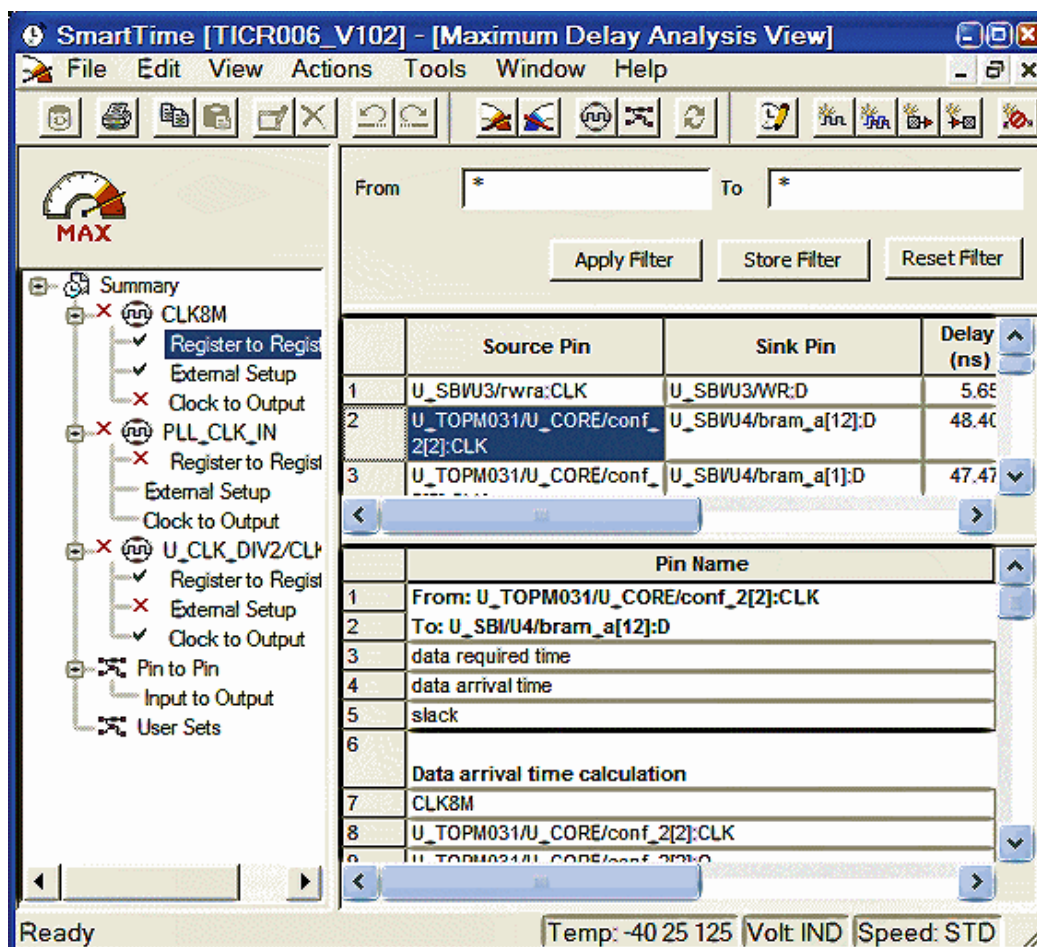 SmartTime [TICR006_V102] - [Maximum Delay Analysis View]
File Edit View Actions Tools Window Help
MAX
From * To *
Apply Filter Store Filter Reset Filter
Summary
CLK8M
Register to Regist
External Setup
Clock to Output
PLL_CLK_IN
Register to Regist
External Setup
Clock to Output
U_CLK_DIV2/CLK
Register to Regist
External Setup
Clock to Output
Pin to Pin
Input to Output
User Sets
Source Pin Sink Pin Delay (ns)
1 U_SBI/U3/rwra:CLK U_SBI/U3/WR:D 5.65
2 U_TOPM031/U_CORE/conf_ U_SBI/U4/bram_a[12]:D 48.40
2[2]:CLK
3 U_TOPM031/U_CORE/conf_ U_SBI/U4/bram_a[1]:D 47.47
Pin Name
1 From: U_TOPM031/U_CORE/conf_2[2]:CLK
2 To: U_SBI/U4/bram_a[12]:D
3 data required time
4 data arrival time
5 slack
6
Data arrival time calculation
7 CLK8M
8 U_TOPM031/U_CORE/conf_2[2]:CLK
9 U_TOPM031/U_CORE/conf_2[2]:Q
Ready Temp: -40 25 125 Volt: IND Speed: STD